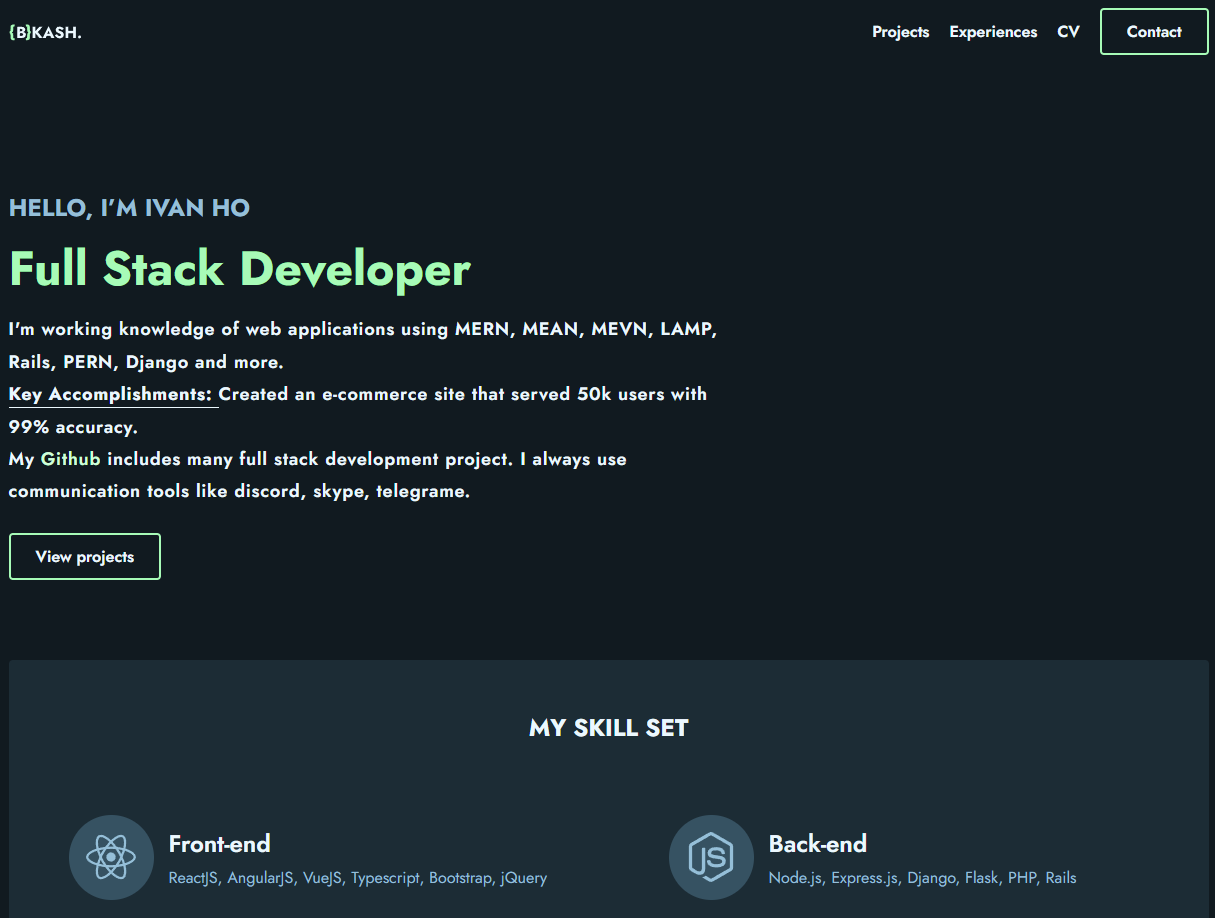 {B}KASH.
Projects Experiences CV Contact
HELLO, I'M IVAN HO
Full Stack Developer
I'm working knowledge of web applications using MERN, MEAN, MEVN, LAMP,
Rails, PERN, Django and more.
Key Accomplishments: Created an e-commerce site that served 50k users with
99% accuracy.
My Github includes many full stack development project. I always use
communication tools like discord, skype, telegrame.
View projects
MY SKILL SET
JS
Front-end
ReactJS, AngularJS, VueJS, Typescript, Bootstrap, jQuery
Back-end
Node.js, Express.js, Django, Flask, PHP, Rails